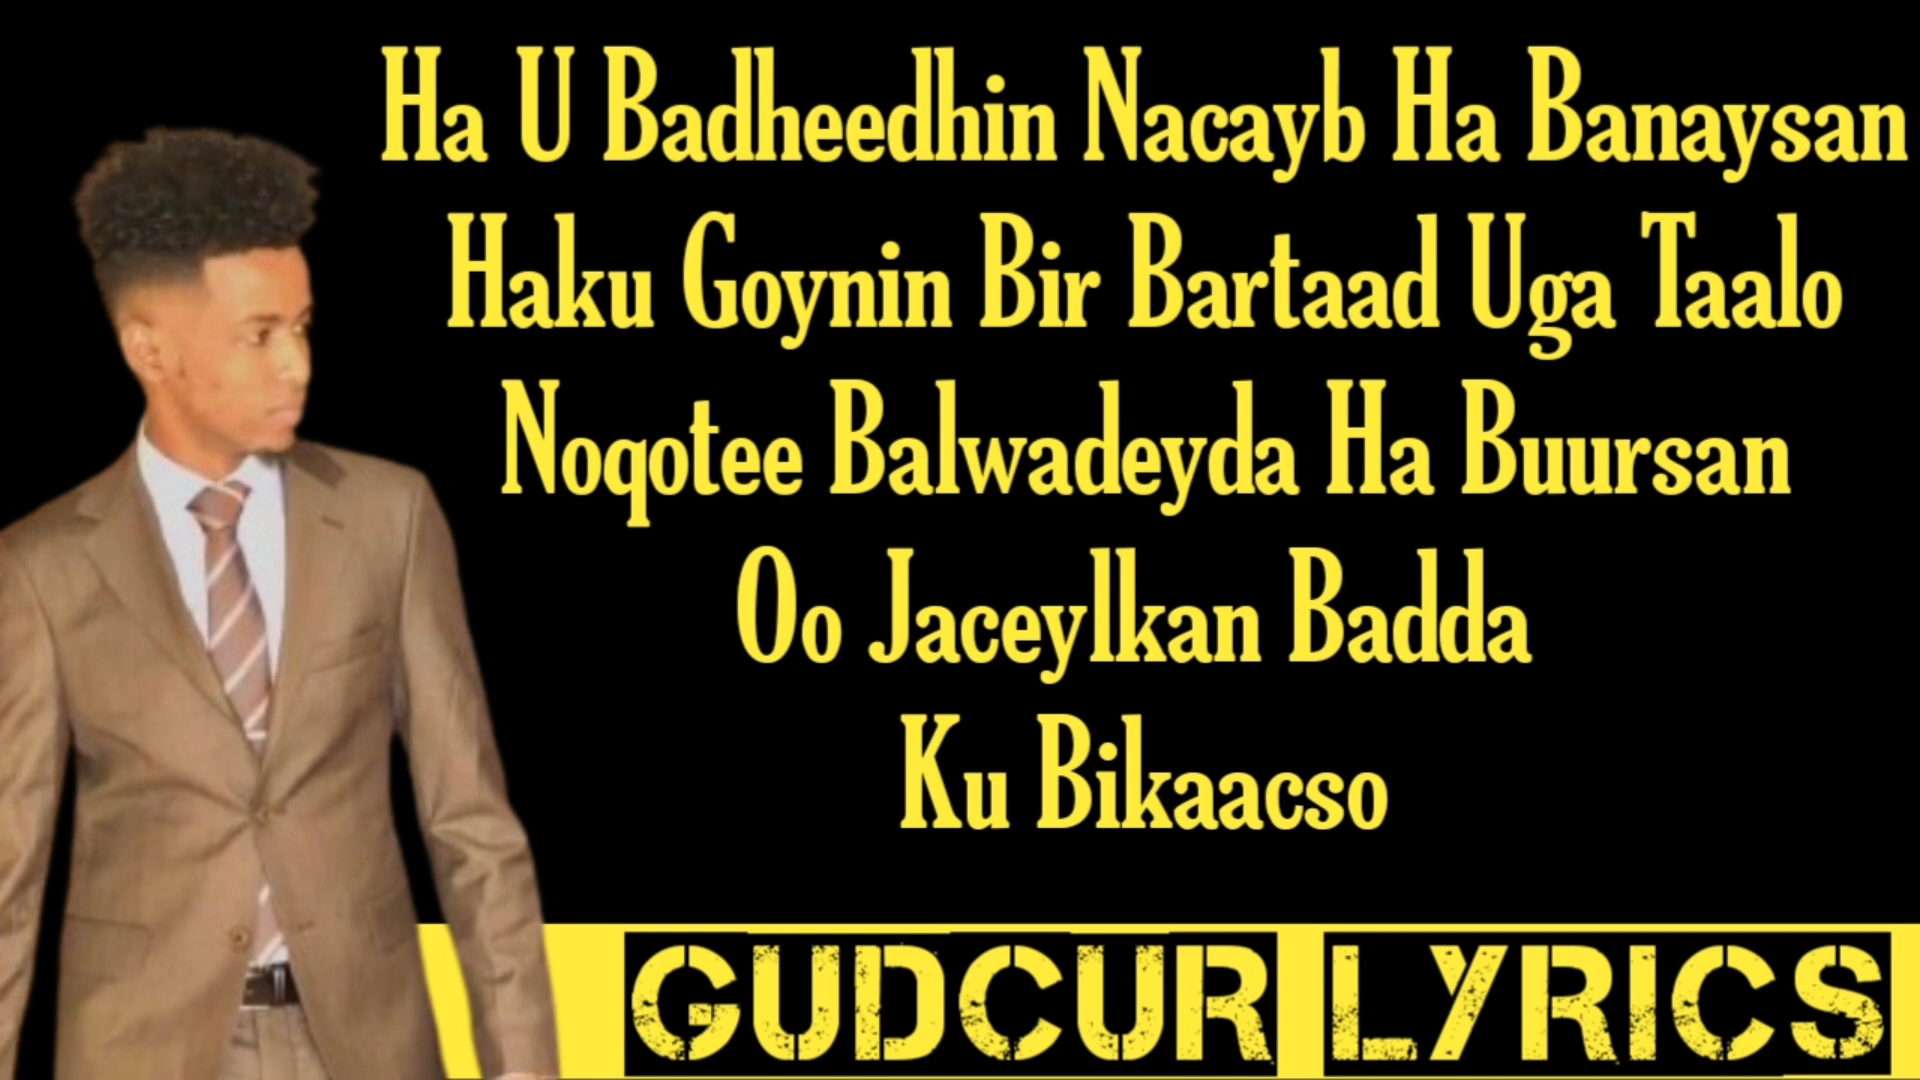 Ha U Badheedhin Nacayb Ha Banaysan
Haku Goynin Bir Bartaad Uga Taalo
Noqotee Balwadeyda Ha Buursan
Oo Jaceylkan Badda
Ku Bikaacso
GUDCUR LYRICS